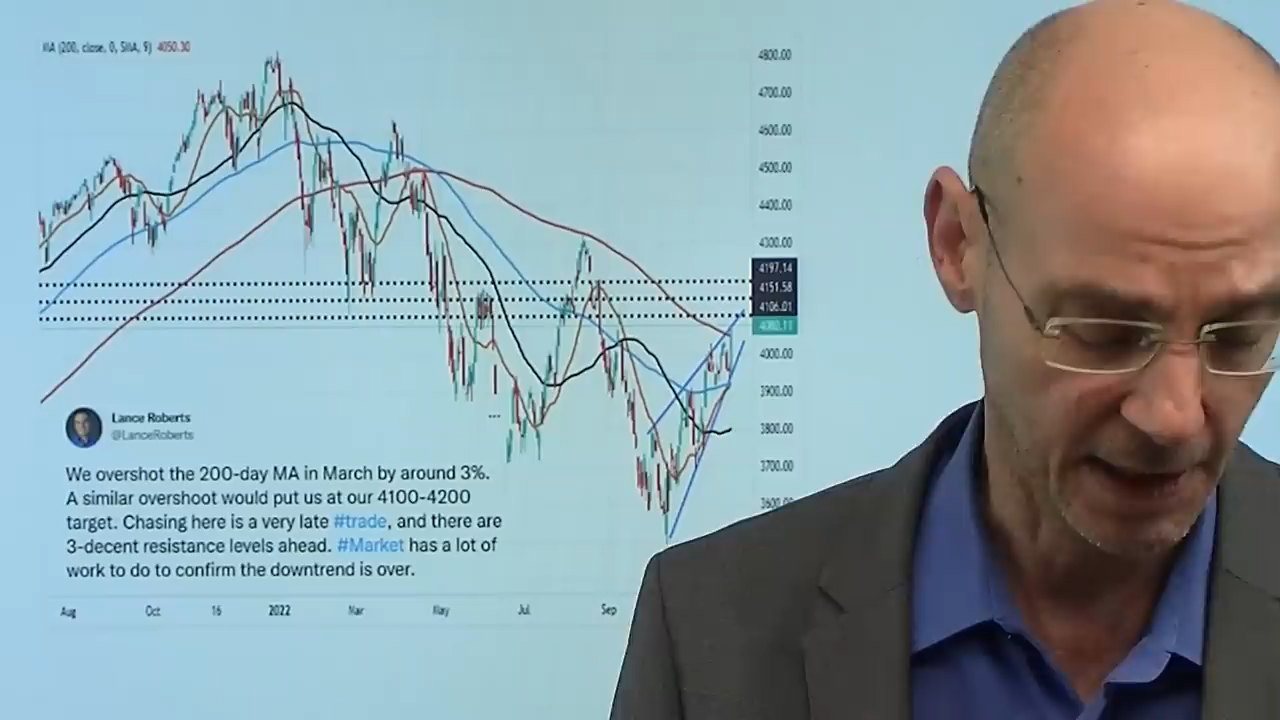 MA (200, close, 0, SMA, 9) 4050.30
4800.00
4700.00
4600.00
4500.00
4400.00
4300.00
4197.14
4151.58
4106.01
4080.11
4000.00
3900.00
3800.00
3700.00
3600.00
Lance Roberts
@LanceRoberts
We overshot the 200-day MA in March by around 3%.
A similar overshoot would put us at our 4100-4200
target. Chasing here is a very late #trade, and there are
3-decent resistance levels ahead. #Market has a lot of
work to do to confirm the downtrend is over.
Aug Oct 16 2022 Mar May Jul Sep